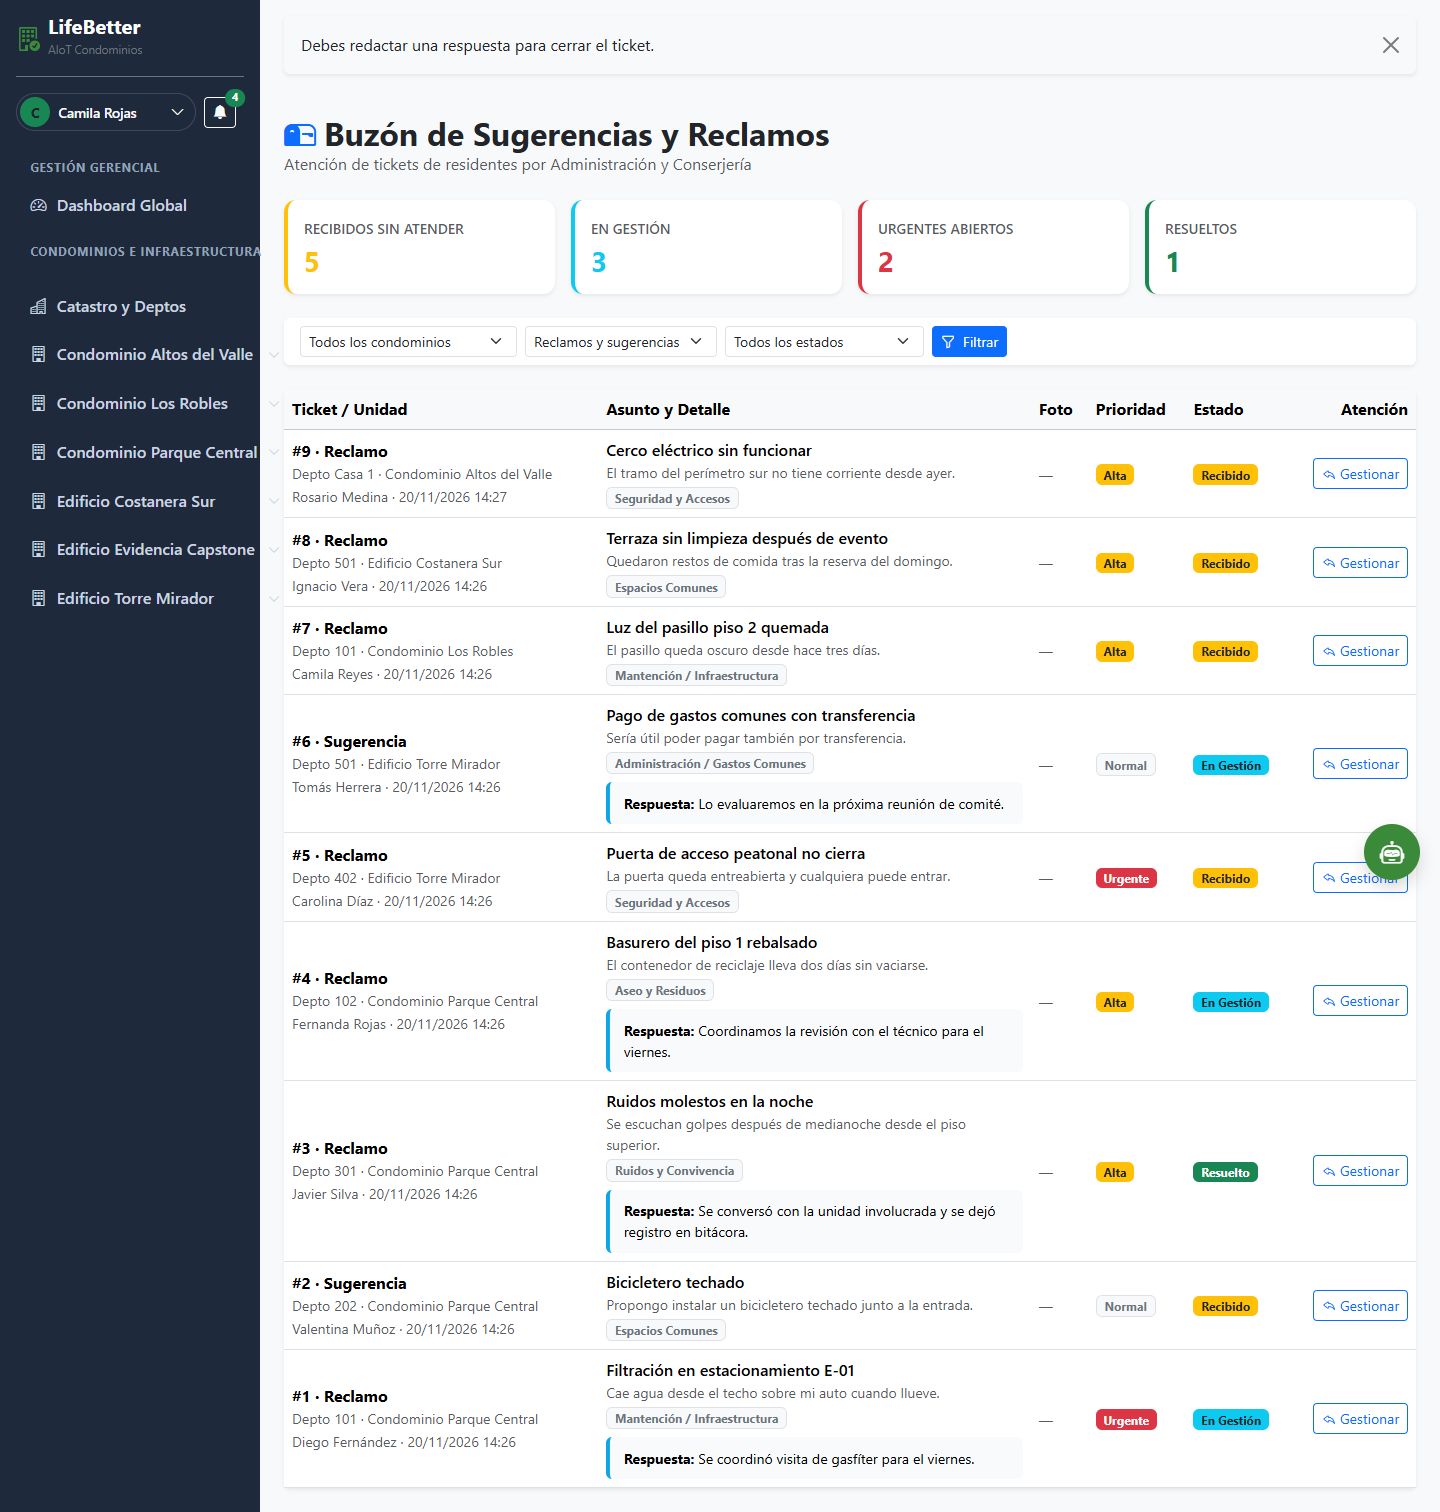 LifeBetter
AIoT Condominios
C
Camila Rojas
4
GESTIÓN GERENCIAL
Dashboard Global
CONDOMINIOS E INFRAESTRUCTURA
Catastro y Deptos
Condominio Altos del Valle
Condominio Los Robles
Condominio Parque Central
Edificio Costanera Sur
Edificio Evidencia Capstone
Edificio Torre Mirador
Debes redactar una respuesta para cerrar el ticket.
Buzón de Sugerencias y Reclamos
Atención de tickets de residentes por Administración y Conserjería
RECIBIDOS SIN ATENDER
5
EN GESTIÓN
3
URGENTES ABIERTOS
2
RESUELTOS
1
Todos los condominios
Reclamos y sugerencias
Todos los estados
Filtrar
Ticket / Unidad Asunto y Detalle Foto Prioridad Estado Atención
#9 · Reclamo
Depto Casa 1 · Condominio Altos del Valle
Rosario Medina · 20/11/2026 14:27
Cerco eléctrico sin funcionar
El tramo del perímetro sur no tiene corriente desde ayer.
Seguridad y Accesos
— Alta Recibido Gestionar
#8 · Reclamo
Depto 501 · Edificio Costanera Sur
Ignacio Vera · 20/11/2026 14:26
Terraza sin limpieza después de evento
Quedaron restos de comida tras la reserva del domingo.
Espacios Comunes
— Alta Recibido Gestionar
#7 · Reclamo
Depto 101 · Condominio Los Robles
Camila Reyes · 20/11/2026 14:26
Luz del pasillo piso 2 quemada
El pasillo queda oscuro desde hace tres días.
Mantención / Infraestructura
— Alta Recibido Gestionar
#6 · Sugerencia
Depto 501 · Edificio Torre Mirador
Tomás Herrera · 20/11/2026 14:26
Pago de gastos comunes con transferencia
Sería útil poder pagar también por transferencia.
Administración / Gastos Comunes
Respuesta: Lo evaluaremos en la próxima reunión de comité.
— Normal En Gestión Gestionar
#5 · Reclamo
Depto 402 · Edificio Torre Mirador
Carolina Díaz · 20/11/2026 14:26
Puerta de acceso peatonal no cierra
La puerta queda entreabierta y cualquiera puede entrar.
Seguridad y Accesos
— Urgente Recibido Gestionar
#4 · Reclamo
Depto 102 · Condominio Parque Central
Fernanda Rojas · 20/11/2026 14:26
Basurero del piso 1 rebalsado
El contenedor de reciclaje lleva dos días sin vaciarse.
Aseo y Residuos
Respuesta: Coordinamos la revisión con el técnico para el
viernes.
— Alta En Gestión Gestionar
#3 · Reclamo
Depto 301 · Condominio Parque Central
Javier Silva · 20/11/2026 14:26
Ruidos molestos en la noche
Se escuchan golpes después de medianoche desde el piso
superior.
Ruidos y Convivencia
Respuesta: Se conversó con la unidad involucrada y se dejó
registro en bitácora.
— Alta Resuelto Gestionar
#2 · Sugerencia
Depto 202 · Condominio Parque Central
Valentina Muñoz · 20/11/2026 14:26
Bicicletero techado
Propongo instalar un bicicletero techado junto a la entrada.
Espacios Comunes
— Normal Recibido Gestionar
#1 · Reclamo
Depto 101 · Condominio Parque Central
Diego Fernández · 20/11/2026 14:26
Filtración en estacionamiento E-01
Cae agua desde el techo sobre mi auto cuando llueve.
Mantención / Infraestructura
Respuesta: Se coordinó visita de gasfíter para el viernes.
— Urgente En Gestión Gestionar